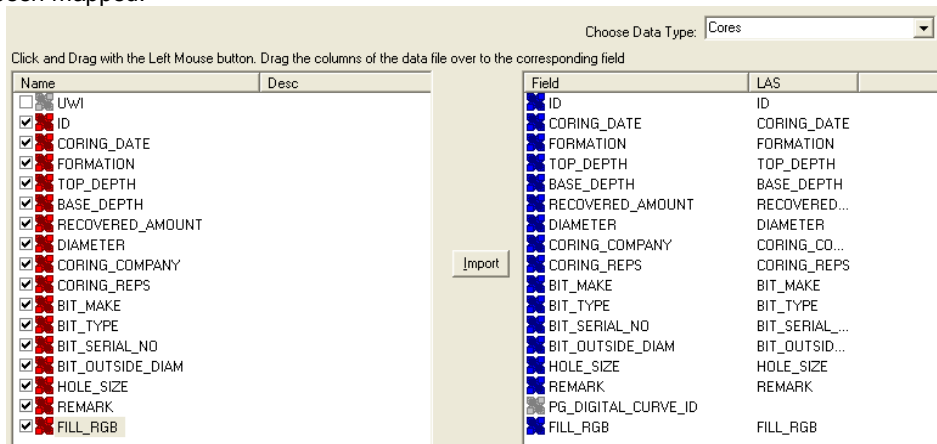 Choose Data Type: Cores
Click and Drag with the Left Mouse button. Drag the columns of the data file over to the corresponding field
Name Desc
UWI
ID
CORING_DATE
FORMATION
TOP_DEPTH
BASE_DEPTH
RECOVERED_AMOUNT
DIAMETER
CORING_COMPANY
CORING_REPS
BIT_MAKE
BIT_TYPE
BIT_SERIAL_NO
BIT_OUTSIDE_DIAM
HOLE_SIZE
REMARK
FILL_RGB
Import
Field LAS
ID ID
CORING_DATE CORING_DATE
FORMATION FORMATION
TOP_DEPTH TOP_DEPTH
BASE_DEPTH BASE_DEPTH
RECOVERED_AMOUNT RECOVERED...
DIAMETER DIAMETER
CORING_COMPANY CORING_CO...
CORING_REPS CORING_REPS
BIT_MAKE BIT_MAKE
BIT_TYPE BIT_TYPE
BIT_SERIAL_NO BIT_SERIAL_...
BIT_OUTSIDE_DIAM BIT_OUTSID...
HOLE_SIZE HOLE_SIZE
REMARK REMARK
PG_DIGITAL_CURVE_ID
FILL_RGB FILL_RGB